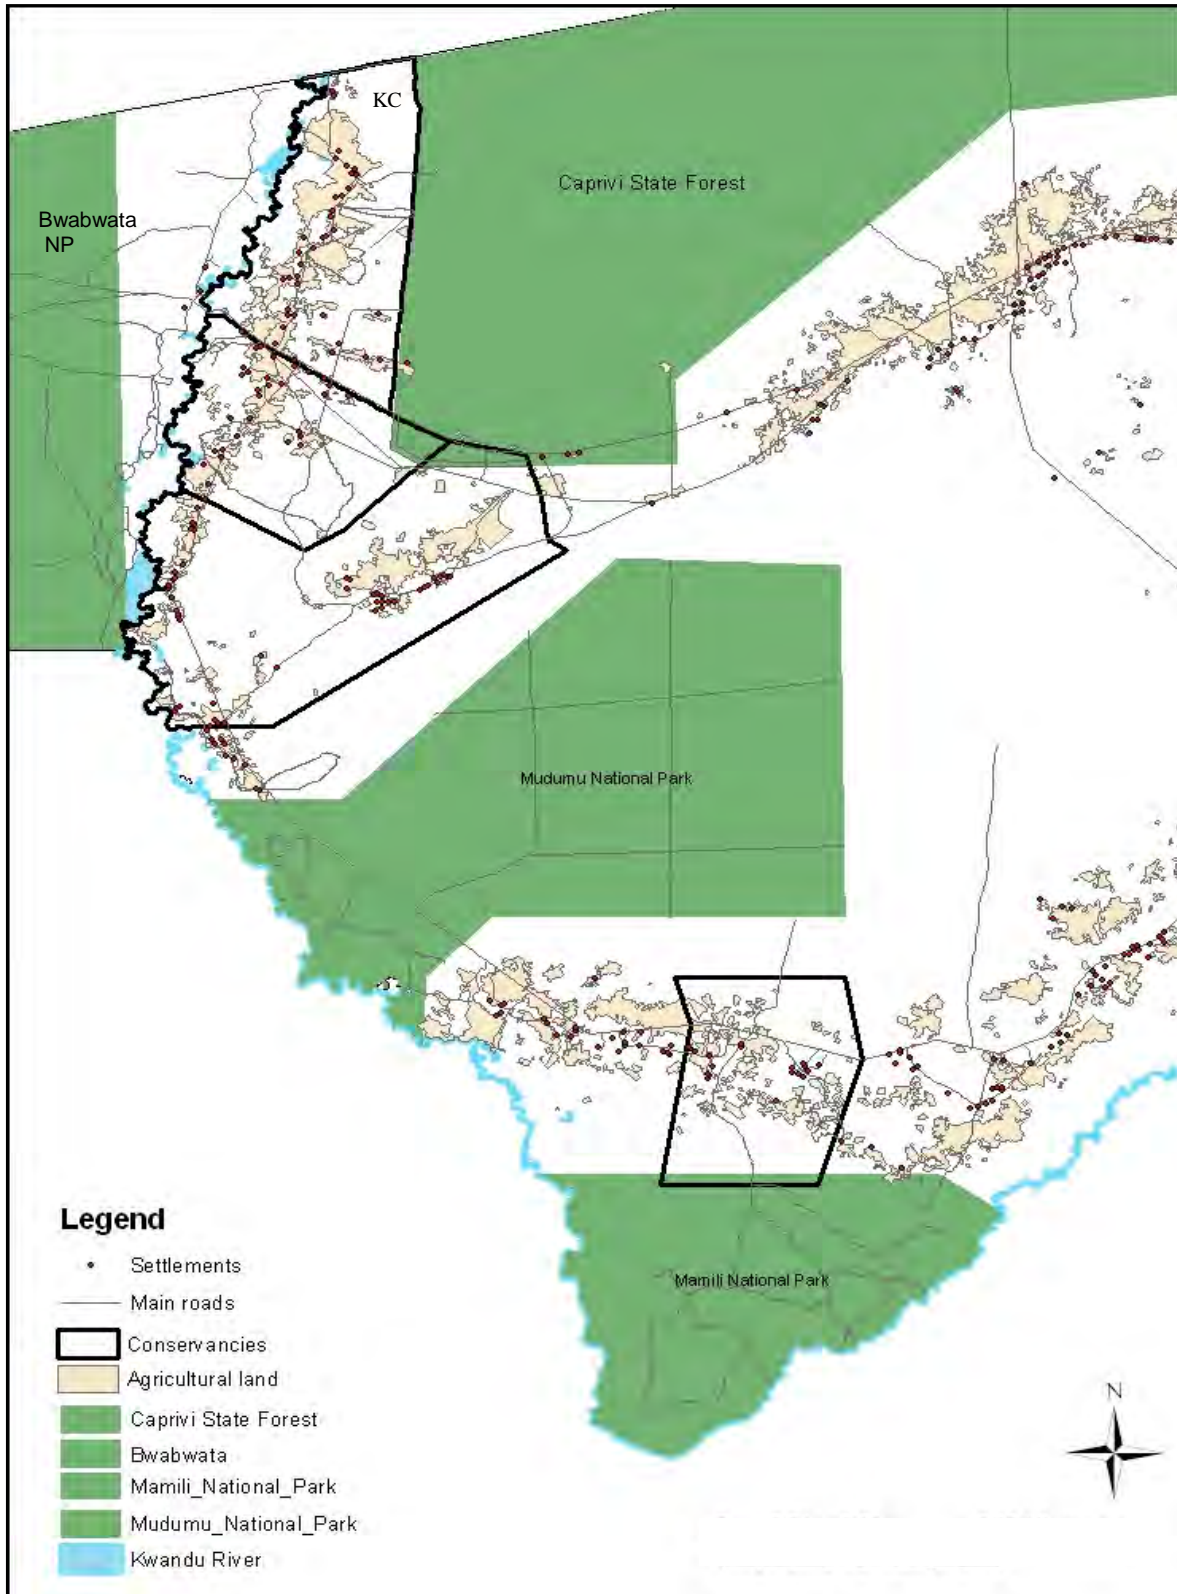 KC
Caprivi State Forest
Bwabwata
NP
Mudumu National Park
Mamili National Park
Legend
Settlements
Main roads
Conservancies
Agricultural land
Caprivi State Forest
Bwabwata
Mamili_National_Park
Mudumu_National_Park
Kwandu River
N